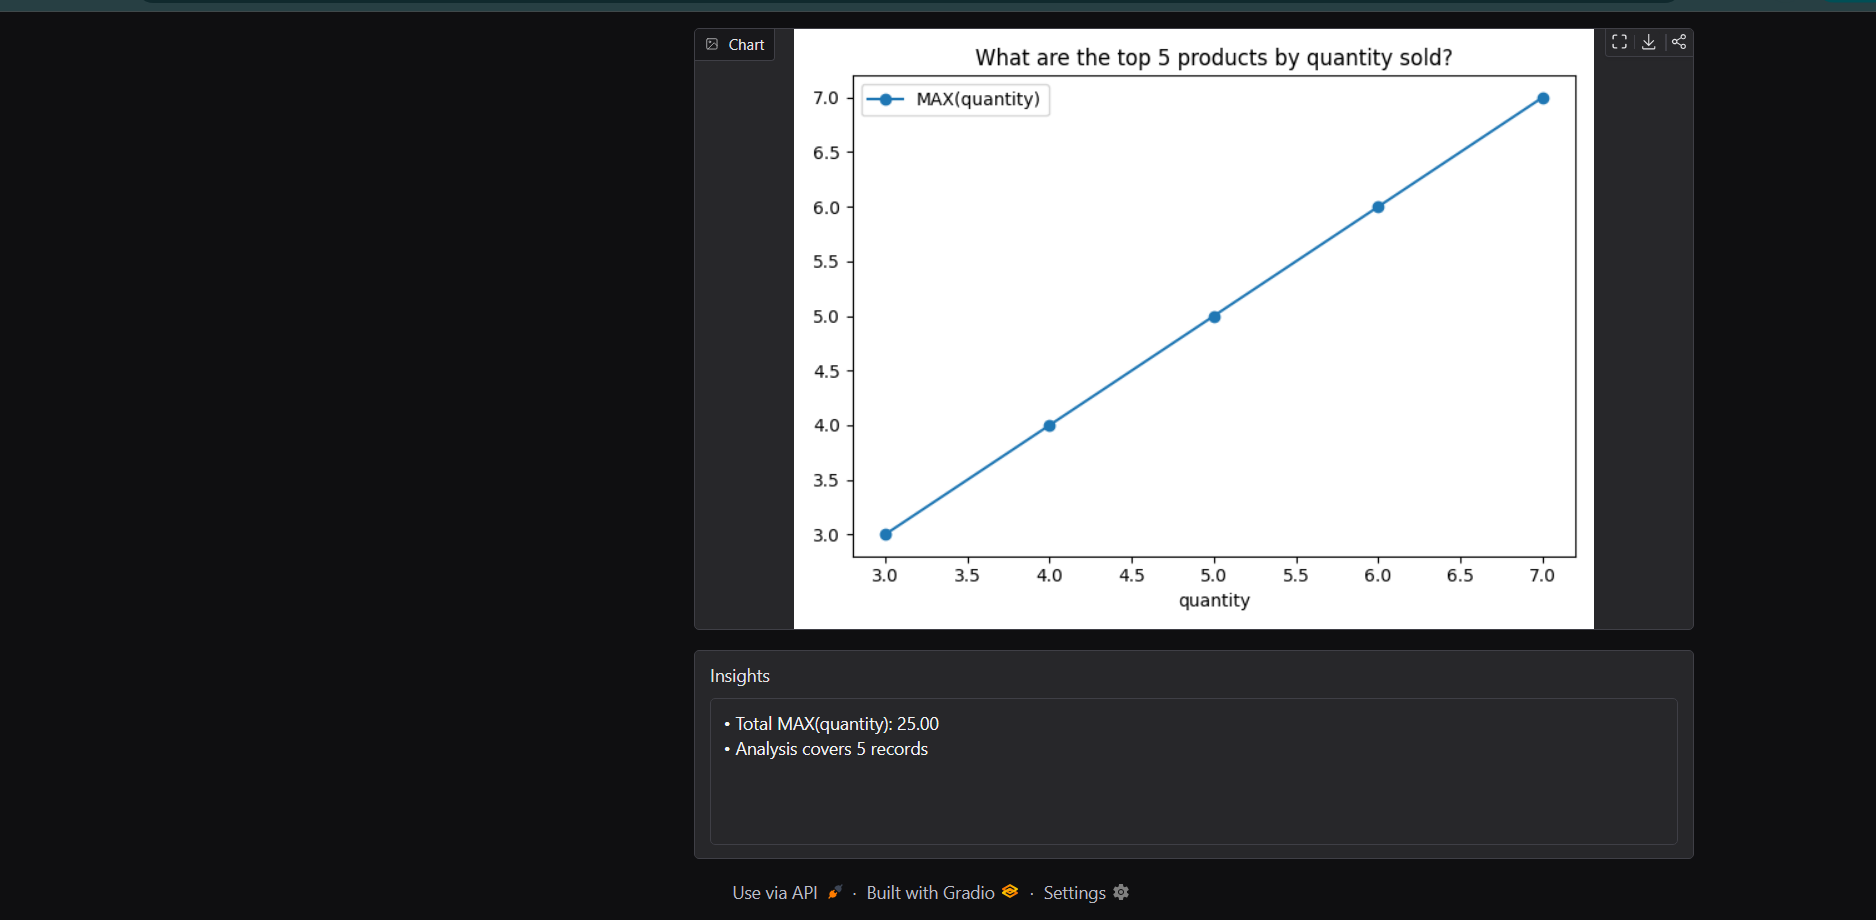 Chart
What are the top 5 products by quantity sold?
MAX(quantity)
7.0
6.5
6.0
5.5
5.0
4.5
4.0
3.5
3.0
3.0 3.5 4.0 4.5 5.0 5.5 6.0 6.5 7.0
quantity
Insights
• Total MAX(quantity): 25.00
• Analysis covers 5 records
Use via API · Built with Gradio · Settings